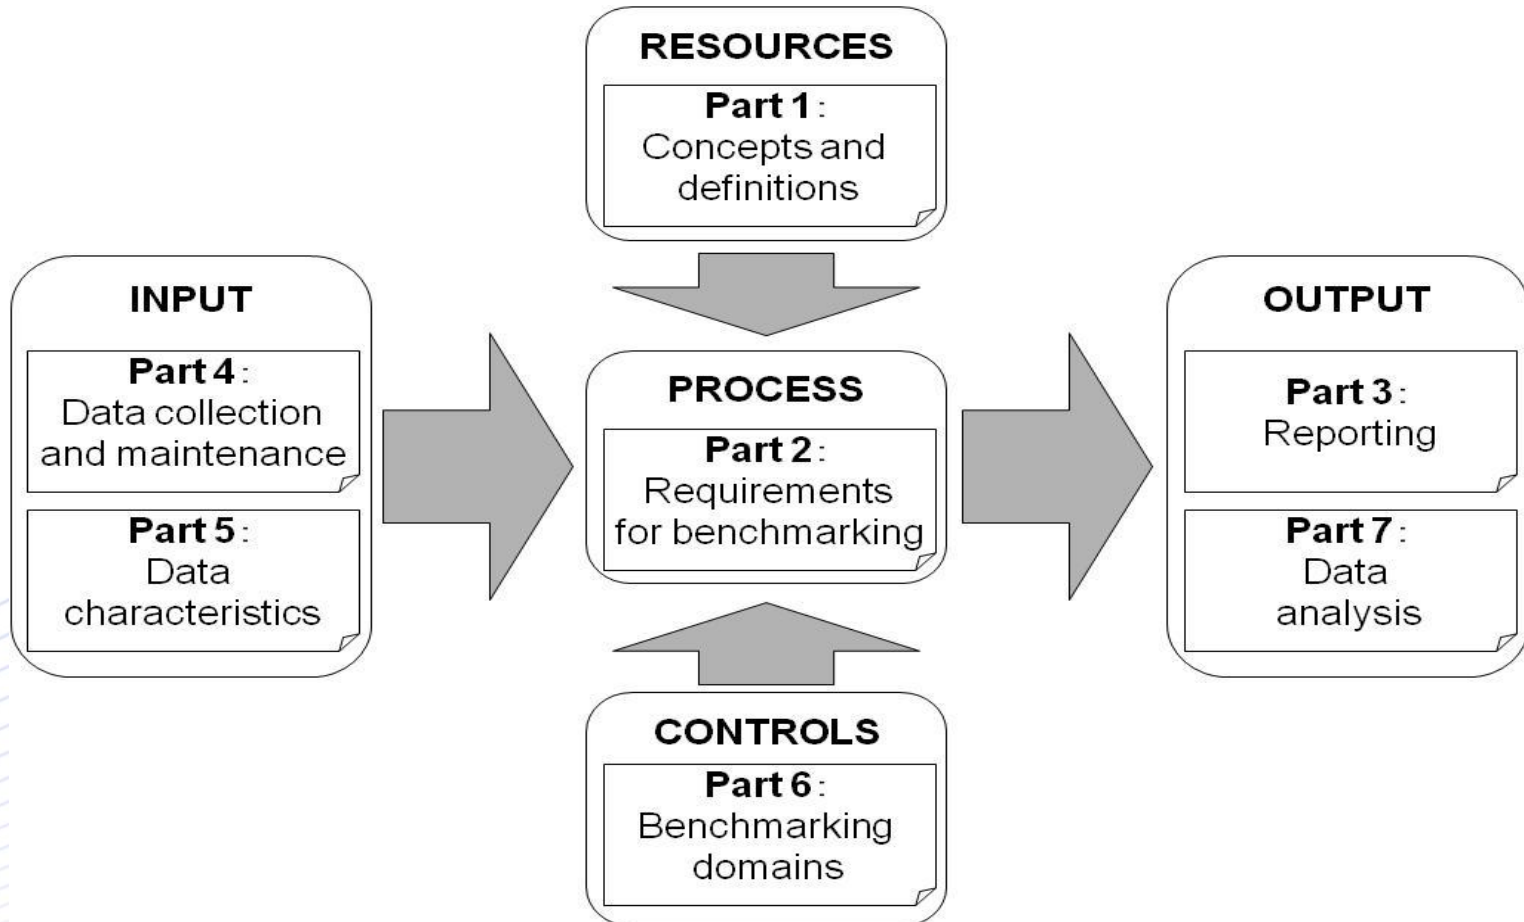 RESOURCES
Part 1:
Concepts and
definitions
INPUT
Part 4:
Data collection
and maintenance
Part 5:
Data
characteristics
PROCESS
Part 2:
Requirements
for benchmarking
OUTPUT
Part 3:
Reporting
Part 7:
Data
analysis
CONTROLS
Part 6:
Benchmarking
domains